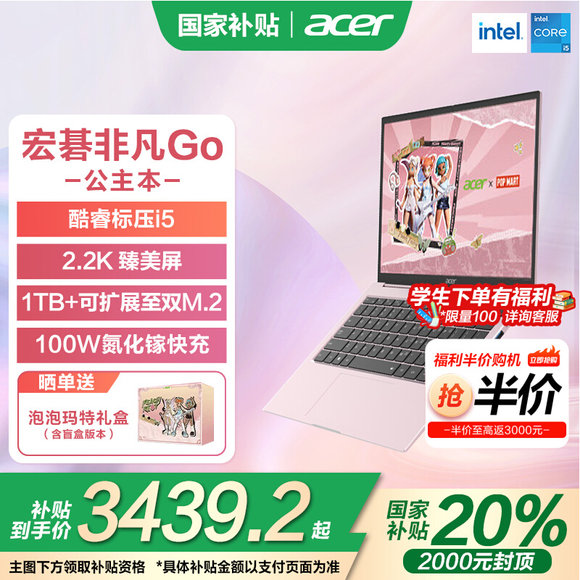 国家补贴 acer
intel. intel. CORE i5
宏碁非凡Go
公主本
酷睿标压i5
2.2K 臻美屏
1TB+可扩展至双M.2
100W氮化镓快充
晒单送
泡泡玛特礼盒
(含盲盒版本)
acer x POP MART
acer
学生下单有福利
*限量100 详询客服
福利半价购机 立即抢购
抢 半价
半价至高返3000元
补贴到手价 3439.2起
国家补贴 20%
2000元封顶
主图下方领取补贴资格 *具体补贴金额以支付页面为准